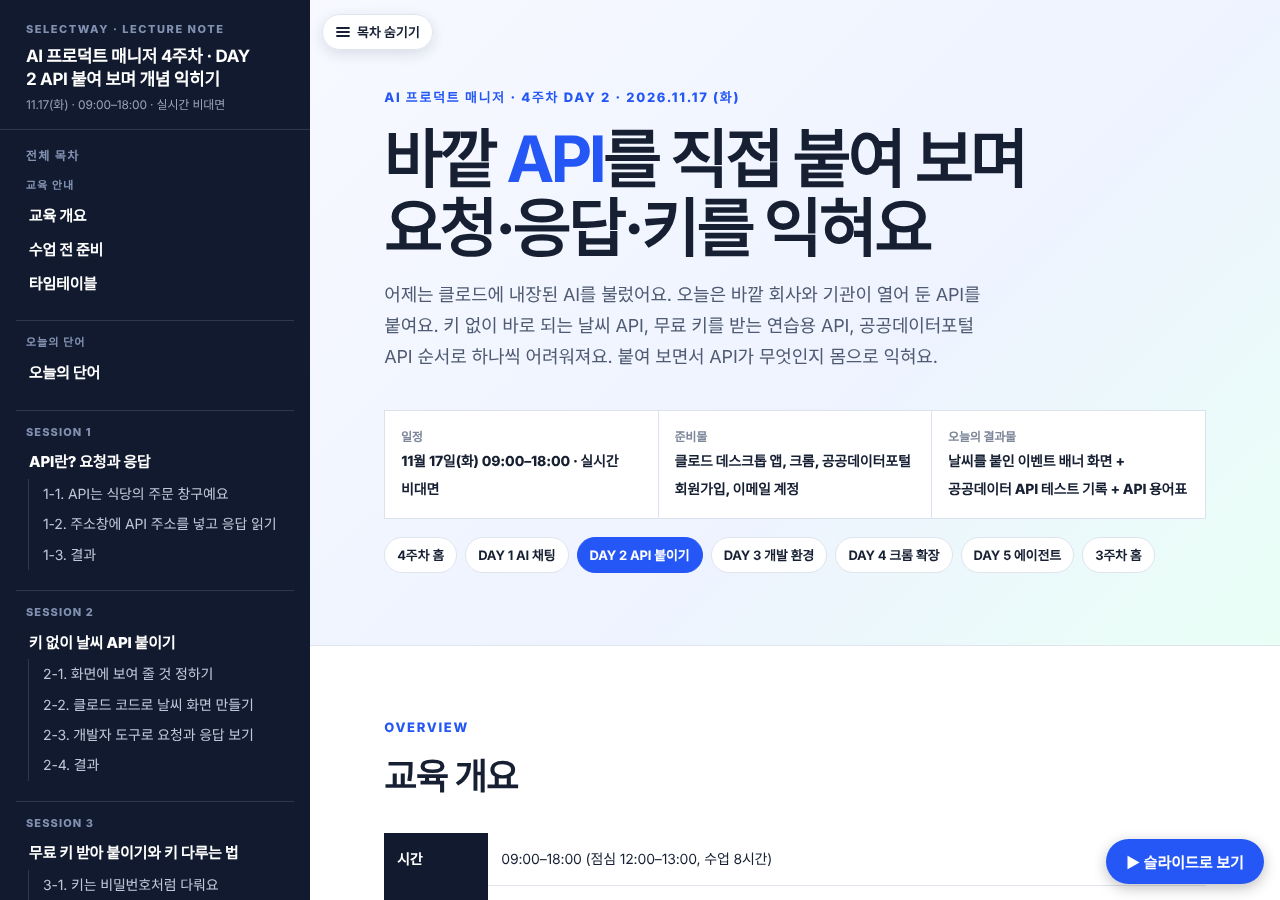 SELECTWAY · LECTURE NOTE
AI 프로덕트 매니저 4주차 · DAY
2 API 붙여 보며 개념 익히기
11.17(화) · 09:00–18:00 · 실시간 비대면
전체 목차
교육 안내
교육 개요
수업 전 준비
타임테이블
오늘의 단어
오늘의 단어
SESSION 1
API란? 요청과 응답
1-1. API는 식당의 주문 창구예요
1-2. 주소창에 API 주소를 넣고 응답 읽기
1-3. 결과
SESSION 2
키 없이 날씨 API 붙이기
2-1. 화면에 보여 줄 것 정하기
2-2. 클로드 코드로 날씨 화면 만들기
2-3. 개발자 도구로 요청과 응답 보기
2-4. 결과
SESSION 3
무료 키 받아 붙이기와 키 다루는 법
3-1. 키는 비밀번호처럼 다뤄요
목차 숨기기
AI 프로덕트 매니저 · 4주차 DAY 2 · 2026.11.17 (화)
바깥 API를 직접 붙여 보며
요청·응답·키를 익혀요
어제는 클로드에 내장된 AI를 불렀어요. 오늘은 바깥 회사와 기관이 열어 둔 API를
붙여요. 키 없이 바로 되는 날씨 API, 무료 키를 받는 연습용 API, 공공데이터포털
API 순서로 하나씩 어려워져요. 붙여 보면서 API가 무엇인지 몸으로 익혀요.
일정
11월 17일(화) 09:00–18:00 · 실시간
비대면
준비물
클로드 데스크톱 앱, 크롬, 공공데이터포털
회원가입, 이메일 계정
오늘의 결과물
날씨를 붙인 이벤트 배너 화면 +
공공데이터 API 테스트 기록 + API 용어표
4주차 홈
DAY 1 AI 채팅
DAY 2 API 붙이기
DAY 3 개발 환경
DAY 4 크롬 확장
DAY 5 에이전트
3주차 홈
OVERVIEW
교육 개요
시간
09:00–18:00 (점심 12:00–13:00, 수업 8시간)
▶ 슬라이드로 보기